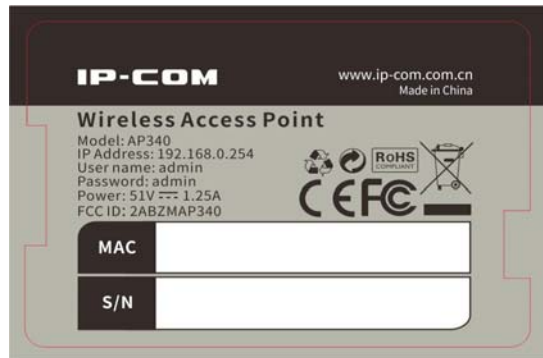 IP-COM
www.ip-com.com.cn
Made in China
Wireless Access Point
Model: AP340
IP Address: 192.168.0.254
User name: admin
Password: admin
Power: 51V ⎓ 1.25A
FCC ID: 2ABZMAP340
RoHS
COMPLIANT
CE FC
MAC
S/N